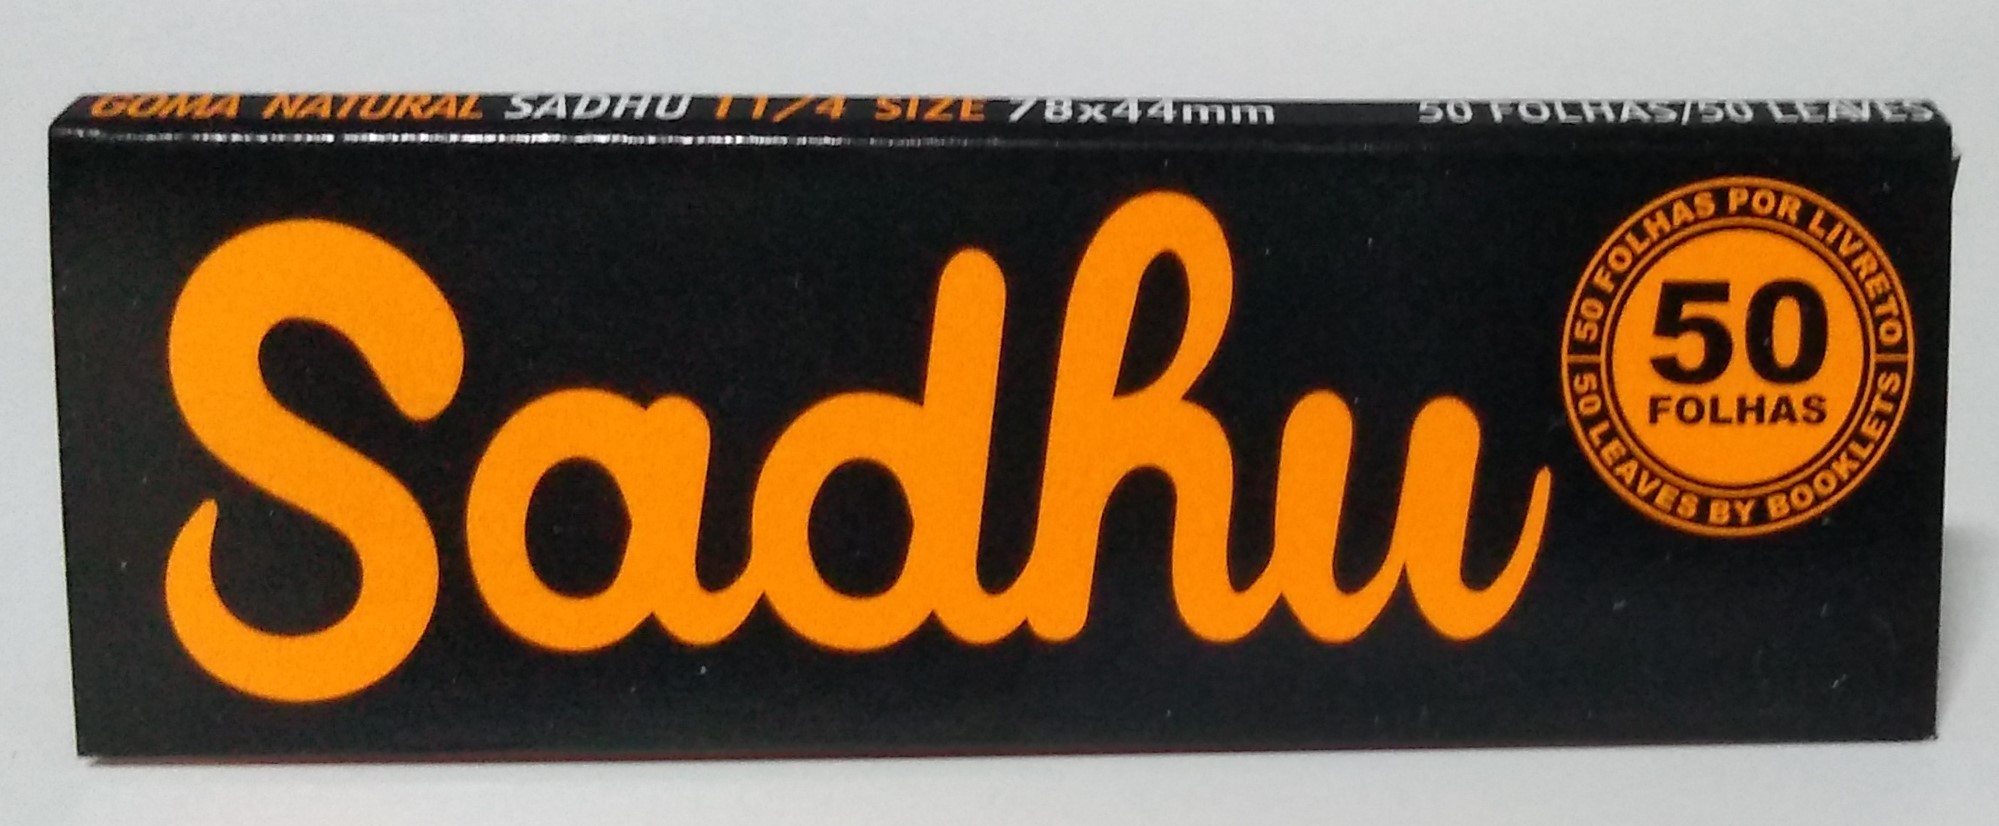 GOMA NATURAL SADHU 1 1/4 SIZE 78x44mm 50 FOLHAS/50 LEAVES
Sadhu
50 FOLHAS POR LIVRETO
50
FOLHAS
50 LEAVES BY BOOKLETS